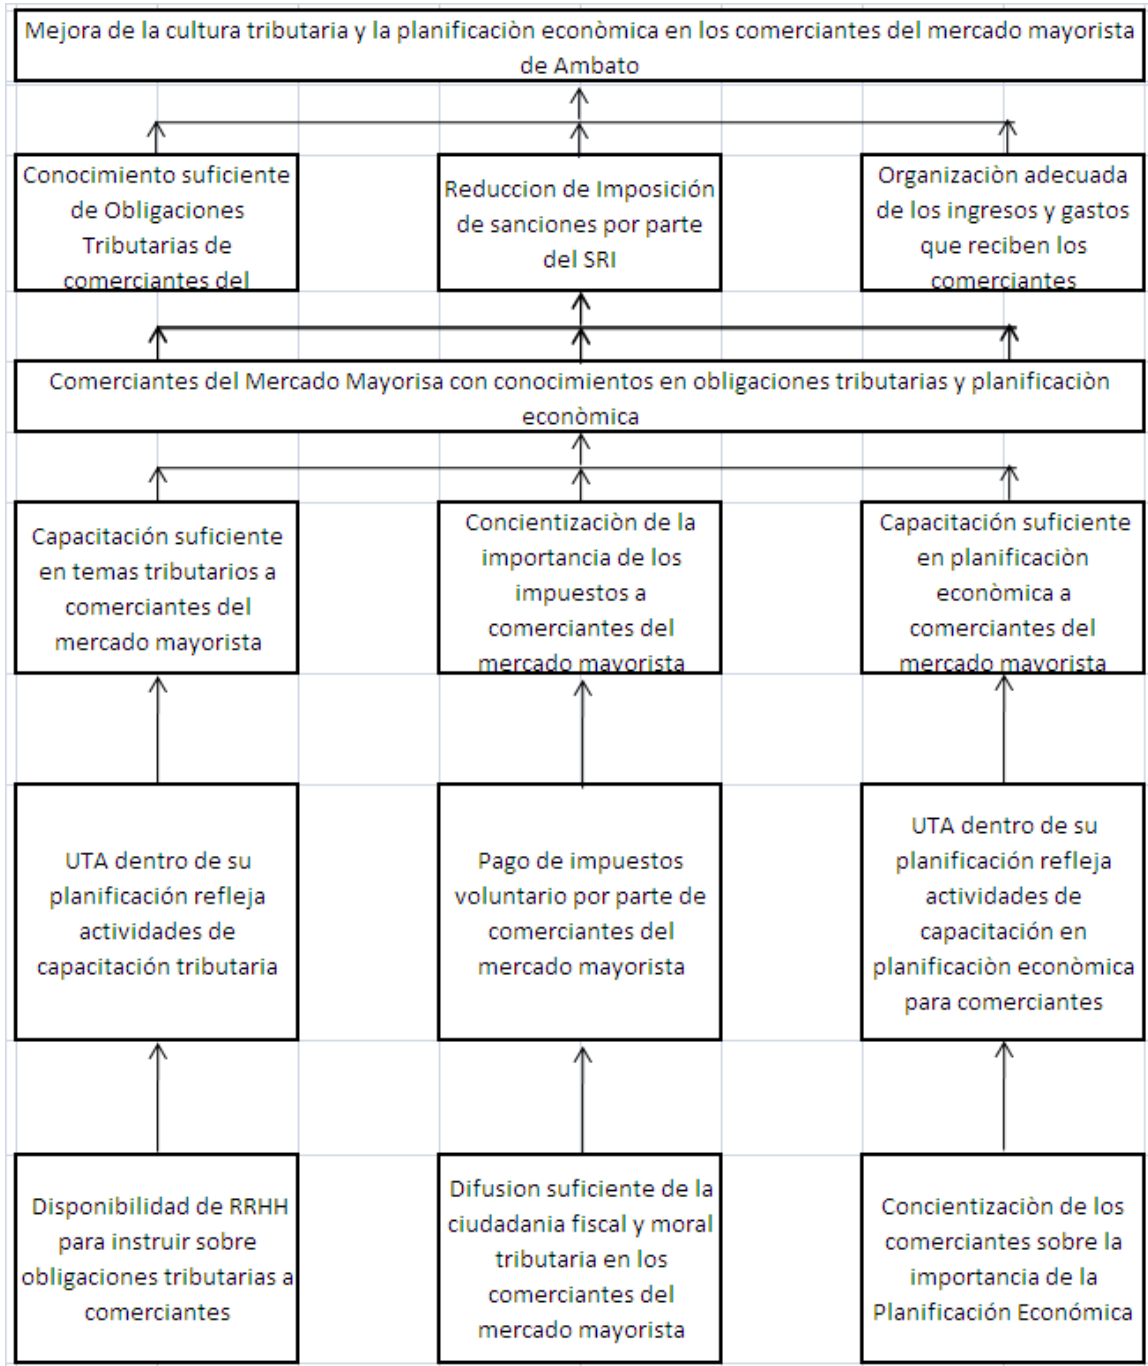 Mejora de la cultura tributaria y la planificaciòn econòmica en los comerciantes del mercado mayorista
de Ambato
Conocimiento suficiente
de Obligaciones
Tributarias de
comerciantes del
Reduccion de Imposición
de sanciones por parte
del SRI
Organizaciòn adecuada
de los ingresos y gastos
que reciben los
comerciantes
Comerciantes del Mercado Mayorisa con conocimientos en obligaciones tributarias y planificaciòn
econòmica
Capacitación suficiente
en temas tributarios a
comerciantes del
mercado mayorista
Concientizaciòn de la
importancia de los
impuestos a
comerciantes del
mercado mayorista
Capacitación suficiente
en planificaciòn
econòmica a
comerciantes del
mercado mayorista
UTA dentro de su
planificación refleja
actividades de
capacitación tributaria
Pago de impuestos
voluntario por parte de
comerciantes del
mercado mayorista
UTA dentro de su
planificación refleja
actividades de
capacitación en
planificaciòn econòmica
para comerciantes
Disponibilidad de RRHH
para instruir sobre
obligaciones tributarias a
comerciantes
Difusion suficiente de la
ciudadania fiscal y moral
tributaria en los
comerciantes del
mercado mayorista
Concientizaciòn de los
comerciantes sobre la
importancia de la
Planificación Económica